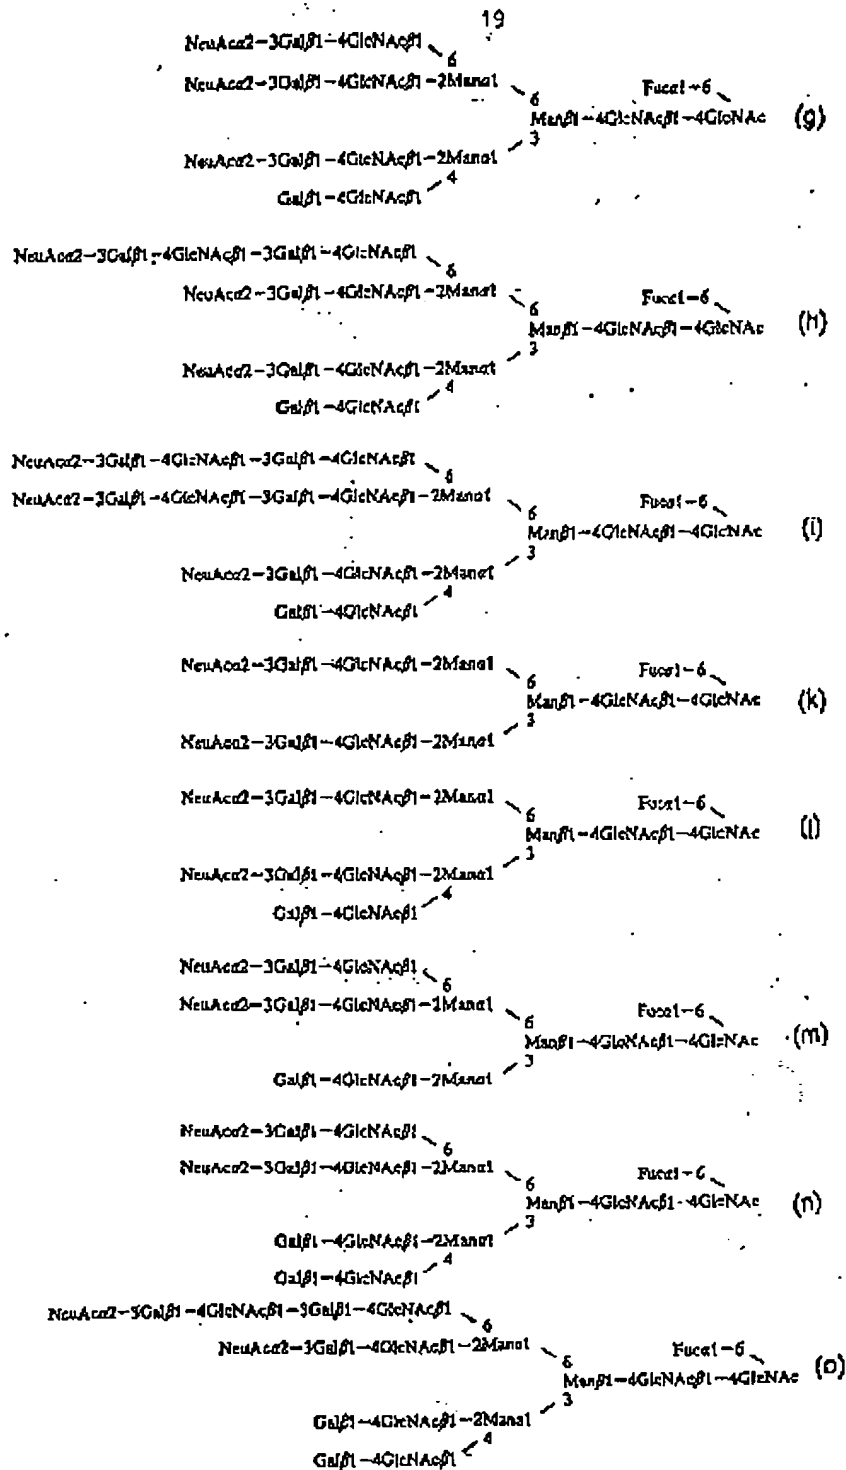 19
NeuAcα2-3Galβ1-4GlcNAcβ1
6
NeuAcα2-3Galβ1-4GlcNAcβ1-2Manα1
6 Fucα1-6
Manβ1-4GlcNAcβ1-4GlcNAc (g)
3
NeuAcα2-3Galβ1-4GlcNAcβ1-2Manα1
4
Galβ1-4GlcNAcβ1
NeuAcα2-3Galβ1-4GlcNAcβ1-3Galβ1-4GlcNAcβ1
6
NeuAcα2-3Galβ1-4GlcNAcβ1-2Manα1
6 Fucα1-6
Manβ1-4GlcNAcβ1-4GlcNAc (h)
3
NeuAcα2-3Galβ1-4GlcNAcβ1-2Manα1
4
Galβ1-4GlcNAcβ1
NeuAcα2-3Galβ1-4GlcNAcβ1-3Galβ1-4GlcNAcβ1
6
NeuAcα2-3Galβ1-4GlcNAcβ1-3Galβ1-4GlcNAcβ1-2Manα1
6 Fucα1-6
Manβ1-4GlcNAcβ1-4GlcNAc (i)
3
NeuAcα2-3Galβ1-4GlcNAcβ1-2Manα1
4
Galβ1-4GlcNAcβ1
NeuAcα2-3Galβ1-4GlcNAcβ1-2Manα1
6 Fucα1-6
Manβ1-4GlcNAcβ1-4GlcNAc (k)
3
NeuAcα2-3Galβ1-4GlcNAcβ1-2Manα1
NeuAcα2-3Galβ1-4GlcNAcβ1-2Manα1
6 Fucα1-6
Manβ1-4GlcNAcβ1-4GlcNAc (l)
3
NeuAcα2-3Galβ1-4GlcNAcβ1-2Manα1
4
Galβ1-4GlcNAcβ1
NeuAcα2-3Galβ1-4GlcNAcβ1
6
NeuAcα2-3Galβ1-4GlcNAcβ1-2Manα1
6 Fucα1-6
Manβ1-4GlcNAcβ1-4GlcNAc (m)
3
Galβ1-4GlcNAcβ1-2Manα1
NeuAcα2-3Galβ1-4GlcNAcβ1
6
NeuAcα2-3Galβ1-4GlcNAcβ1-2Manα1
6 Fucα1-6
Manβ1-4GlcNAcβ1-4GlcNAc (n)
3
Galβ1-4GlcNAcβ1-2Manα1
4
Galβ1-4GlcNAcβ1
NeuAcα2-3Galβ1-4GlcNAcβ1-3Galβ1-4GlcNAcβ1
6
NeuAcα2-3Galβ1-4GlcNAcβ1-2Manα1
6 Fucα1-6
Manβ1-4GlcNAcβ1-4GlcNAc (o)
3
Galβ1-4GlcNAcβ1-2Manα1
4
Galβ1-4GlcNAcβ1